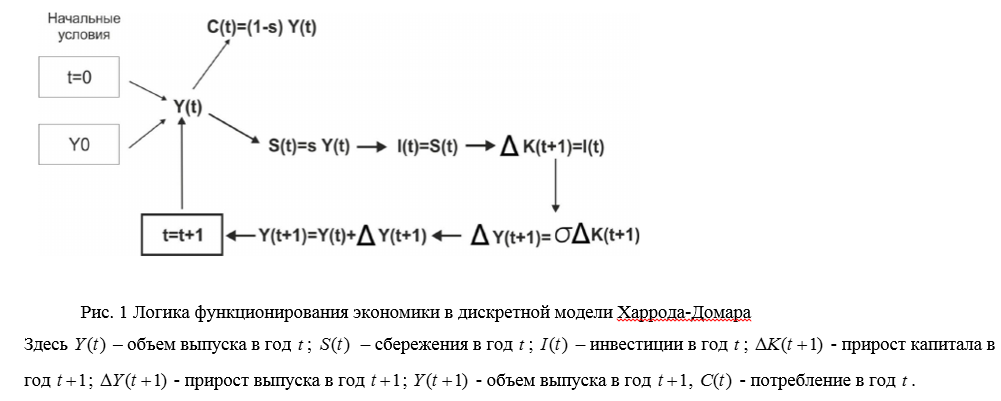 Начальные
условия
C(t)=(1-s) Y(t)
t=0
Y(t)
Y0
S(t)=s Y(t) → I(t)=S(t) → Δ K(t+1)=I(t)
t=t+1 ← Y(t+1)=Y(t)+Δ Y(t+1) ← Δ Y(t+1)= σΔK(t+1)
Рис. 1 Логика функционирования экономики в дискретной модели Харрода-Домара
Здесь Y(t) – объем выпуска в год t; S(t) – сбережения в год t; I(t) – инвестиции в год t; ΔK(t+1) - прирост капитала в
год t+1; ΔY(t+1) - прирост выпуска в год t+1; Y(t+1) - объем выпуска в год t+1, C(t) - потребление в год t.